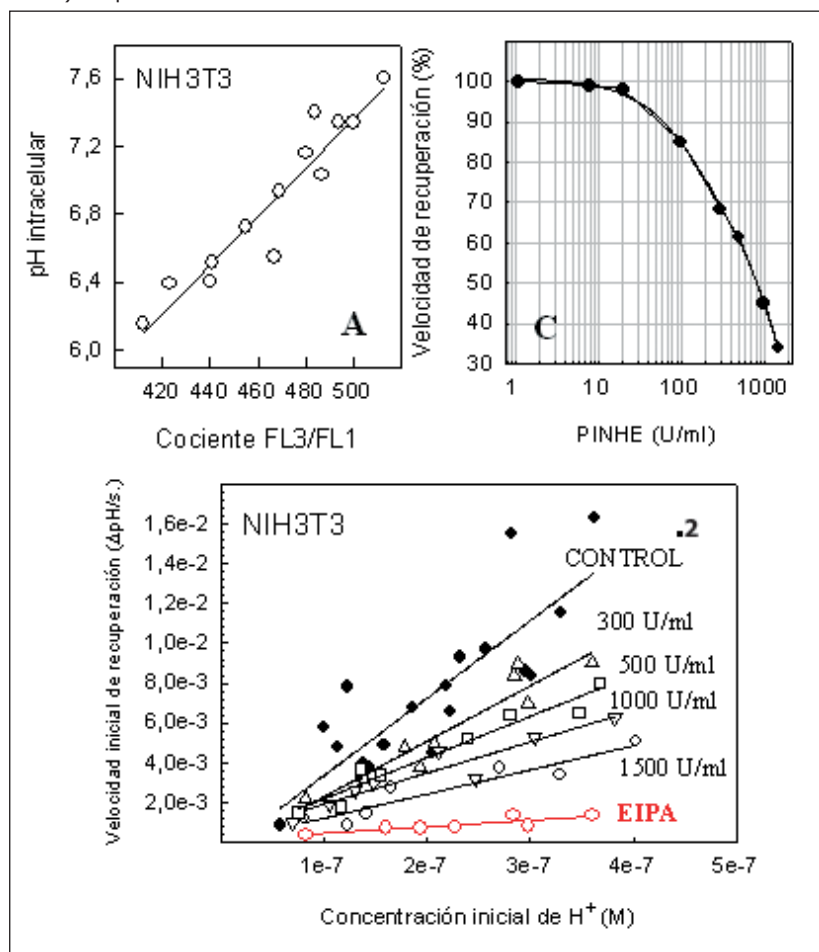 NIH3T3
7,6
7,2
6,8
6,4
6,0
pH intracelular
A
420 440 460 480 500
Cociente FL3/FL1
Velocidad de recuperación (%)
100
90
80
70
60
50
40
30
C
1 10 100 1000
PINHE (U/ml)
Velocidad inicial de recuperación (ΔpH/s.)
NIH3T3
.2
1,6e-2
1,4e-2
1,2e-2
1,0e-2
8,0e-3
6,0e-3
4,0e-3
2,0e-3
CONTROL
300 U/ml
500 U/ml
1000 U/ml
1500 U/ml
EIPA
1e-7 2e-7 3e-7 4e-7 5e-7
Concentración inicial de H⁺ (M)